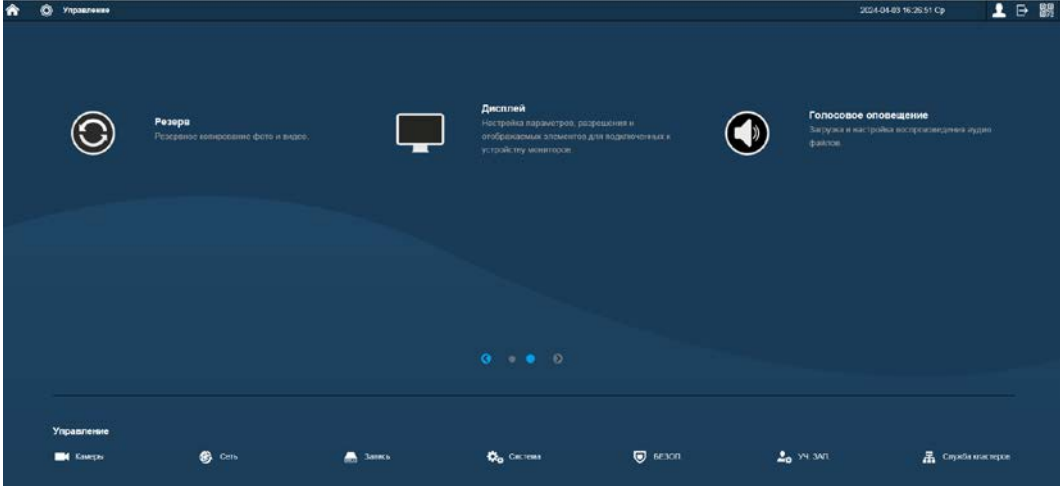 Управление
2024-04-03 16:26:51 Ср
Резерв
Резервное копирование фото и видео.
Дисплей
Настройка параметров, разрешения и
отображаемых элементов для подключенных к
устройству мониторов.
Голосовое оповещение
Загрузка и настройка воспроизведения аудио
файлов.
Управление
Камеры
Сеть
Запись
Система
БЕЗОП.
УЧ. ЗАП.
Служба кластеров